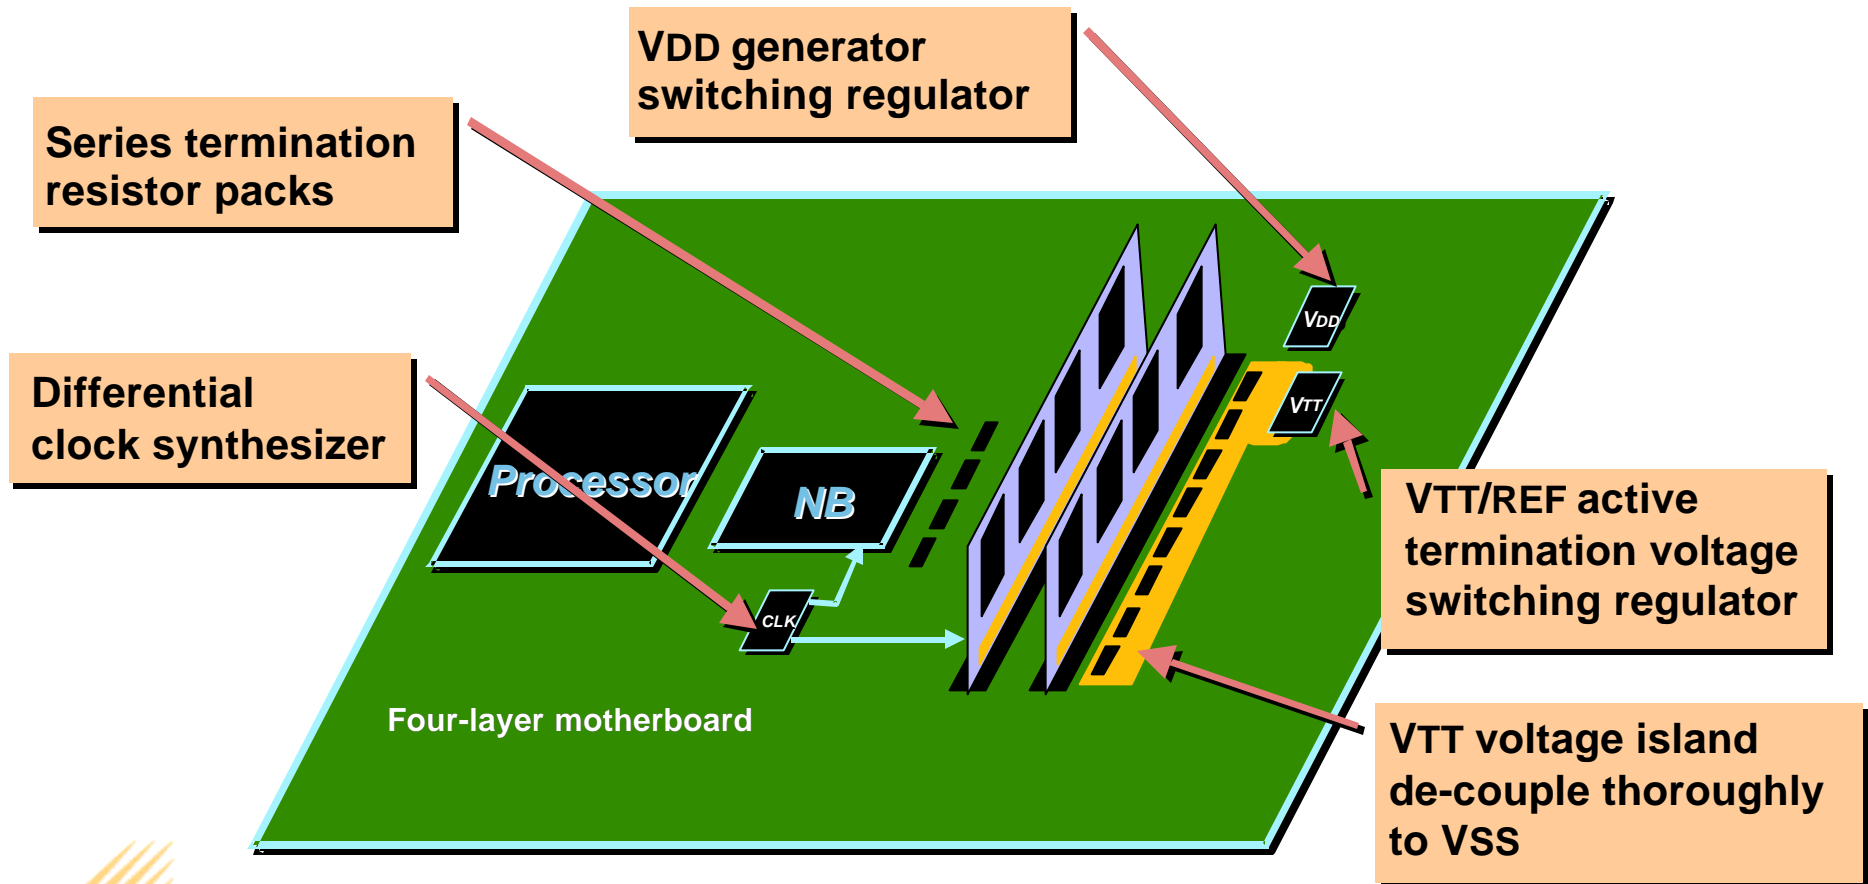 VDD generator
switching regulator
Series termination
resistor packs
Differential
clock synthesizer
Processor
NB
CLK
VDD
VTT
VTT/REF active
termination voltage
switching regulator
Four-layer motherboard
VTT voltage island
de-couple thoroughly
to VSS